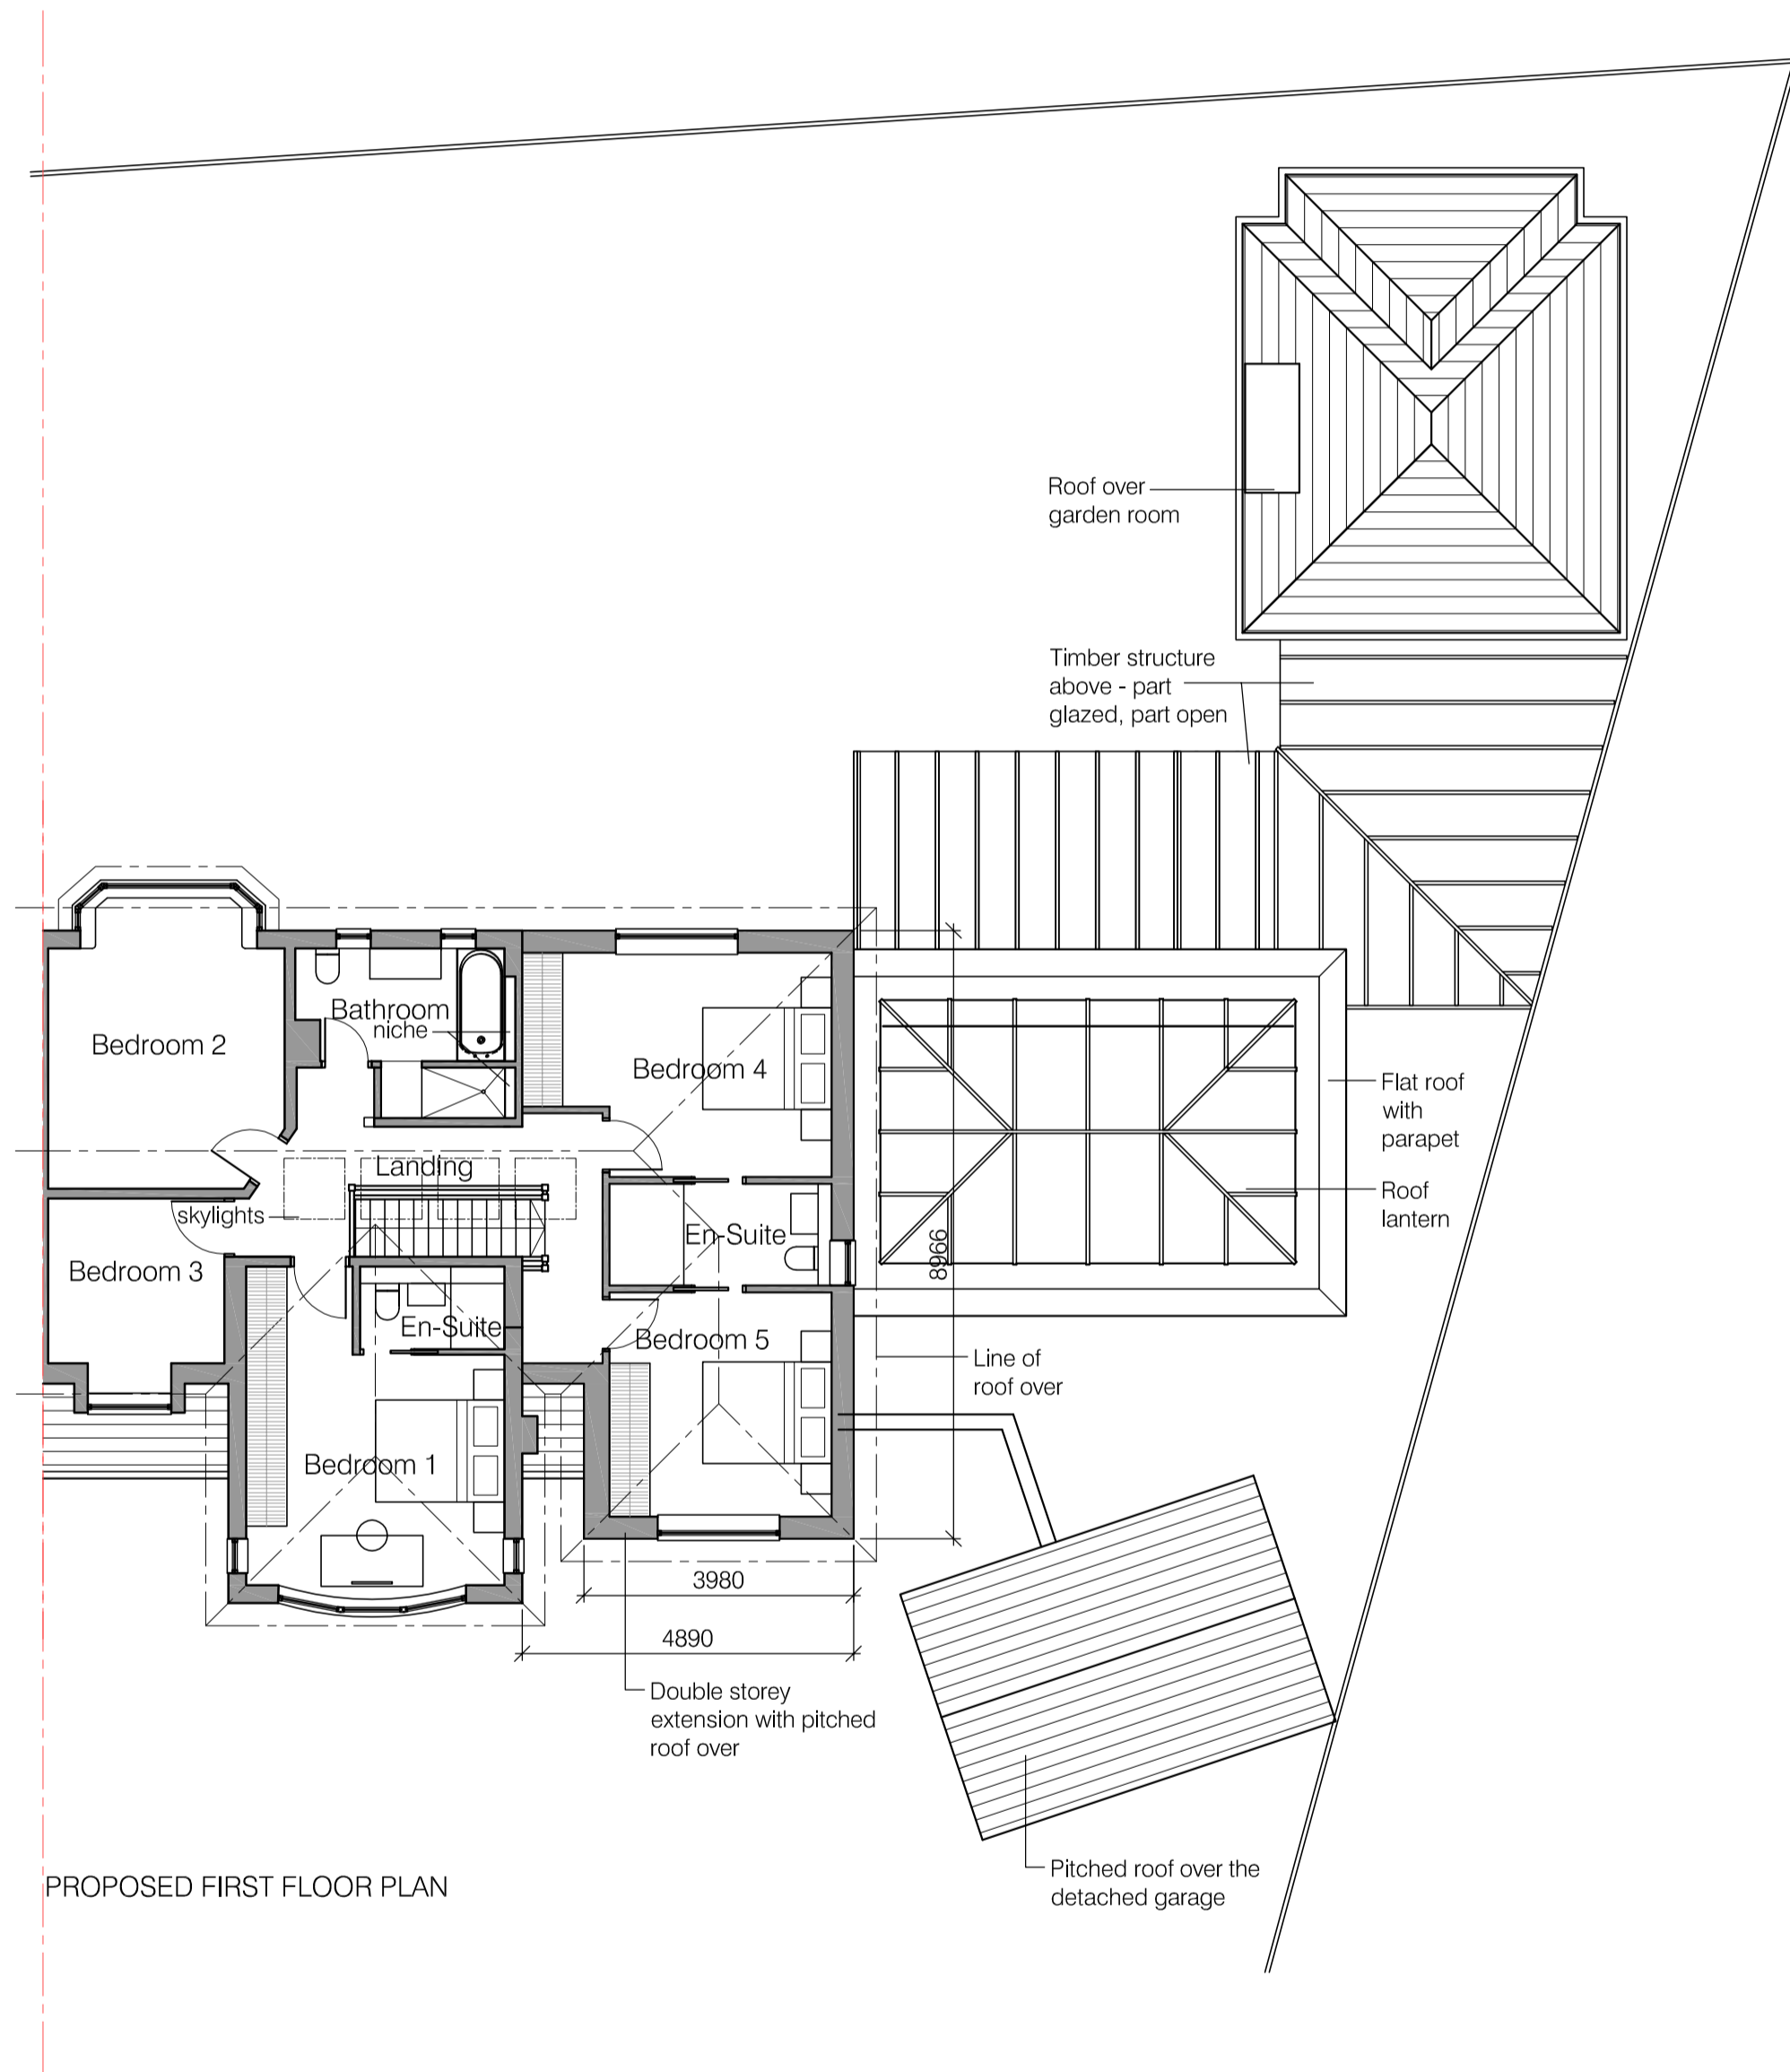 Roof over
garden room
Timber structure
above - part
glazed, part open
Bathroom
niche
Bedroom 2
Bedroom 4
Flat roof
with
parapet
Landing
Roof
lantern
skylights
En-Suite
8966
Bedroom 3
En-Suite
Bedroom 5
Line of
roof over
Bedroom 1
3980
4890
Double storey
extension with pitched
roof over
Pitched roof over the
detached garage
PROPOSED FIRST FLOOR PLAN